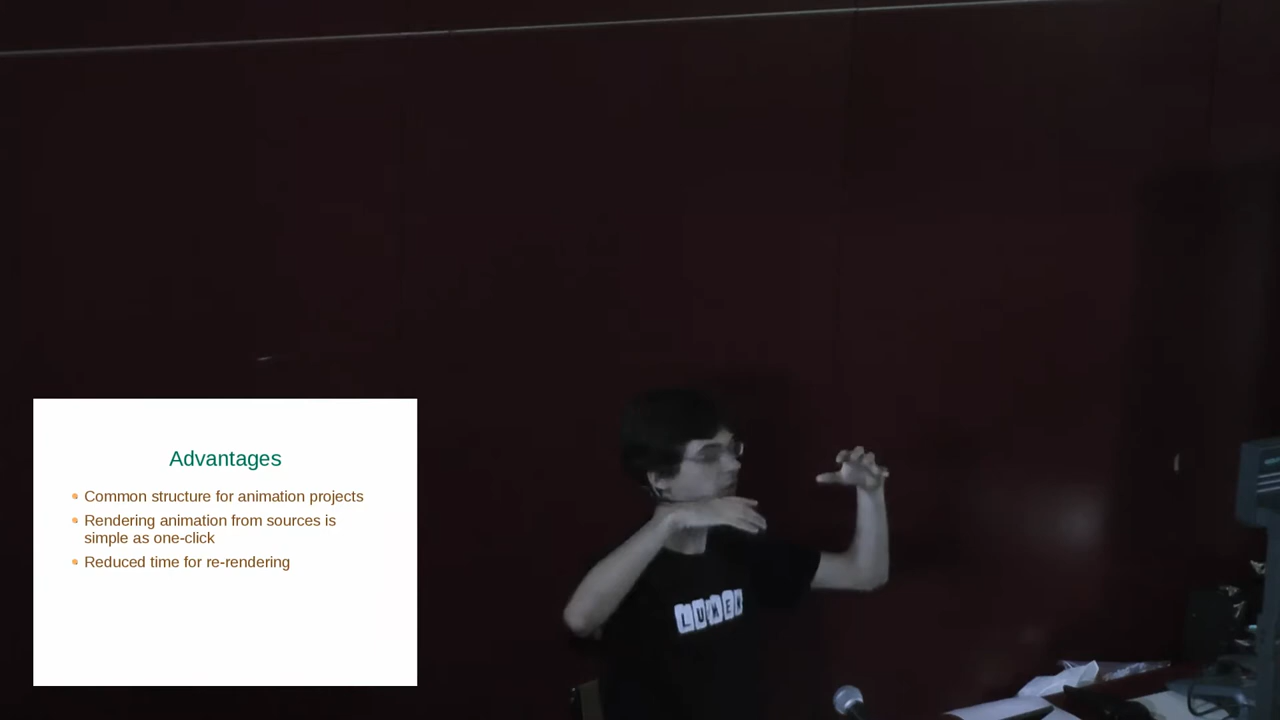 Advantages
Common structure for animation projects
Rendering animation from sources is
simple as one-click
Reduced time for re-rendering